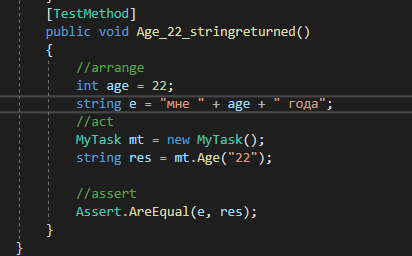 [TestMethod]
public void Age_22_stringreturned()
{
//arrange
int age = 22;
string e = "мне " + age + " года";
//act
MyTask mt = new MyTask();
string res = mt.Age("22");
//assert
Assert.AreEqual(e, res);
}
}